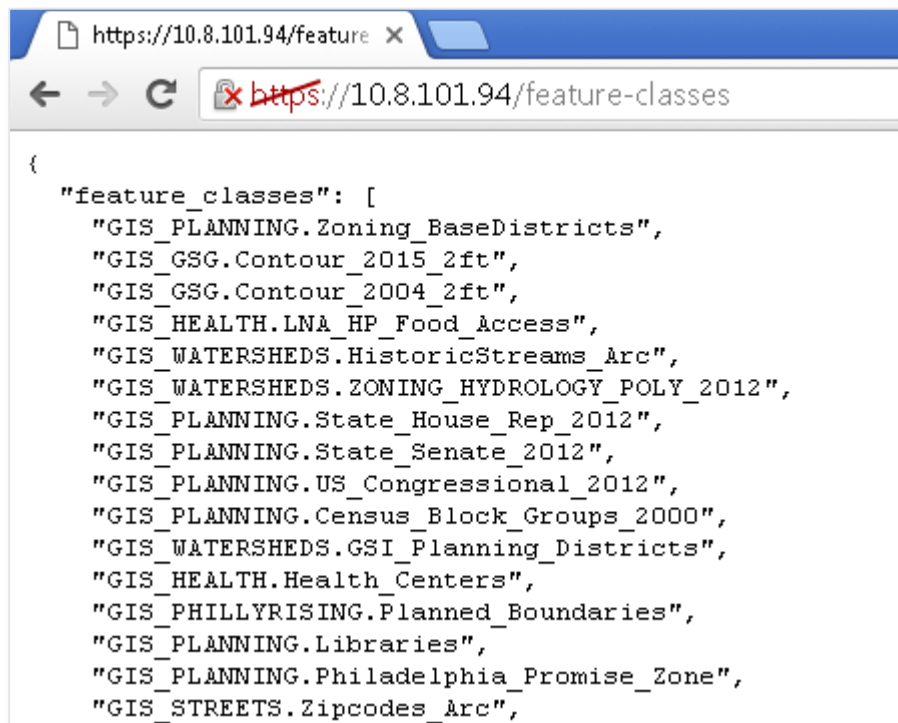 https://10.8.101.94/feature
https://10.8.101.94/feature-classes
{
"feature_classes": [
"GIS_PLANNING.Zoning_BaseDistricts",
"GIS_GSG.Contour_2015_2ft",
"GIS_GSG.Contour_2004_2ft",
"GIS_HEALTH.LNA_HP_Food_Access",
"GIS_WATERSHEDS.HistoricStreams_Arc",
"GIS_WATERSHEDS.ZONING_HYDROLOGY_POLY_2012",
"GIS_PLANNING.State_House_Rep_2012",
"GIS_PLANNING.State_Senate_2012",
"GIS_PLANNING.US_Congressional_2012",
"GIS_PLANNING.Census_Block_Groups_2000",
"GIS_WATERSHEDS.GSI_Planning_Districts",
"GIS_HEALTH.Health_Centers",
"GIS_PHILLYRISING.Planned_Boundaries",
"GIS_PLANNING.Libraries",
"GIS_PLANNING.Philadelphia_Promise_Zone",
"GIS_STREETS.Zipcodes_Arc",